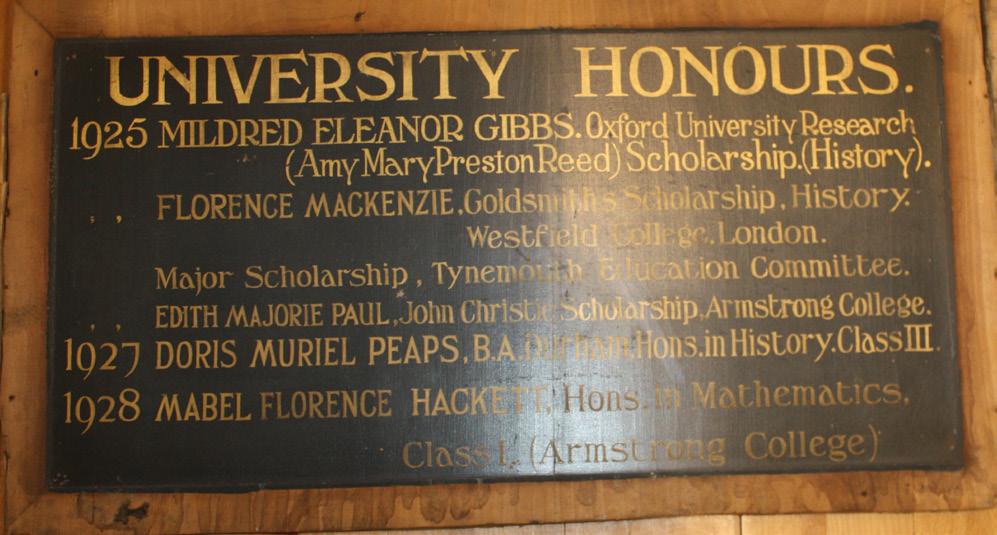 UNIVERSITY HONOURS.
1925 MILDRED ELEANOR GIBBS. Oxford University Research
(Amy Mary Preston Reed) Scholarship. (History).
, , FLORENCE MACKENZIE, Goldsmith's Scholarship, History.
Westfield College. London.
Major Scholarship, Tynemouth Education Committee.
, , EDITH MAJORIE PAUL, John Christie Scholarship, Armstrong College.
1927 DORIS MURIEL PEAPS, B.A. Durham. Hons. in History. Class III.
1928 MABEL FLORENCE HACKETT, Hons. in Mathematics,
Class I. (Armstrong College)